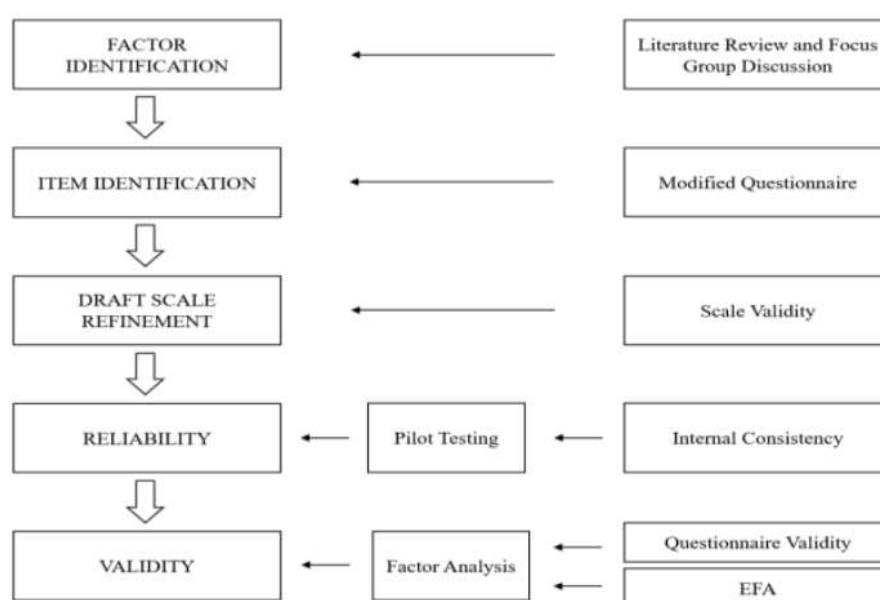 FACTOR
IDENTIFICATION
Literature Review and Focus
Group Discussion
ITEM IDENTIFICATION
Modified Questionnaire
DRAFT SCALE
REFINEMENT
Scale Validity
RELIABILITY
Pilot Testing
Internal Consistency
VALIDITY
Factor Analysis
Questionnaire Validity
EFA